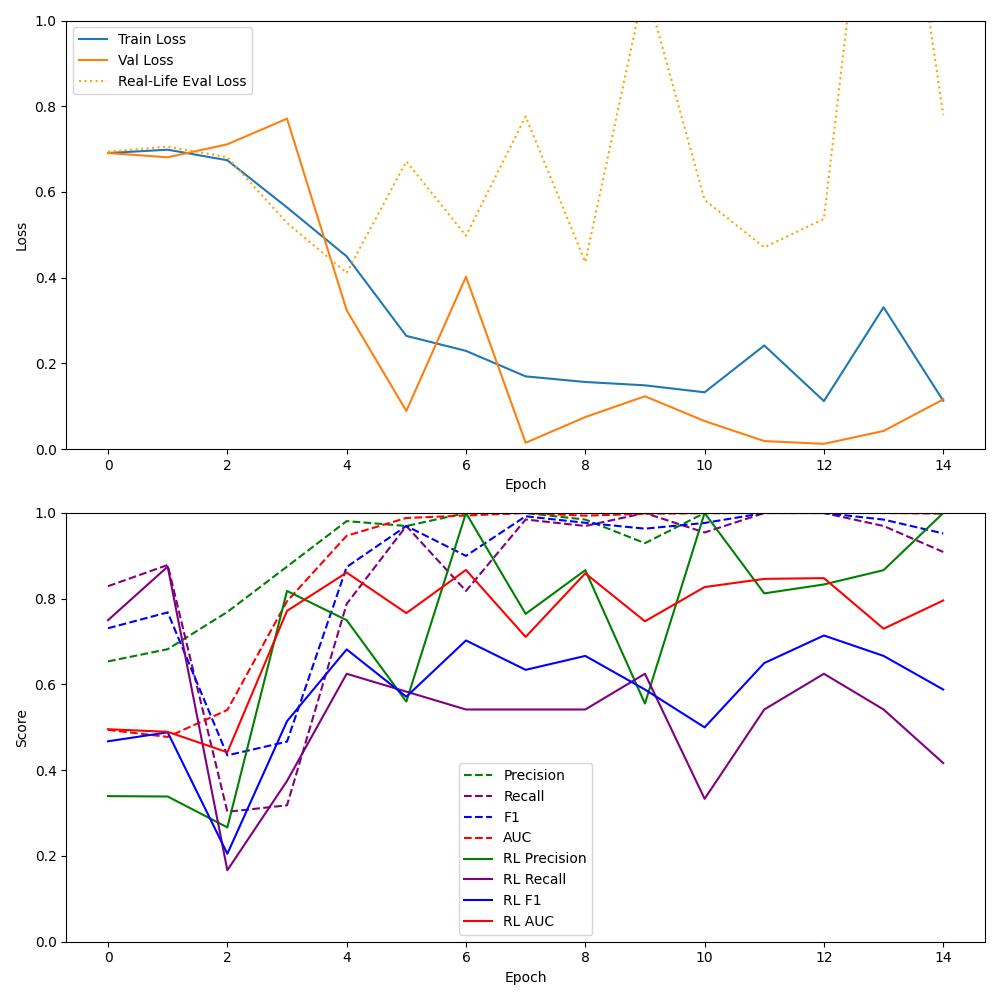 1.0
0.8
0.6
0.4
0.2
0.0
Loss
Train Loss
Val Loss
Real-Life Eval Loss
0 2 4 6 8 10 12 14
Epoch
1.0
0.8
0.6
0.4
0.2
0.0
Score
Precision
Recall
F1
AUC
RL Precision
RL Recall
RL F1
RL AUC
0 2 4 6 8 10 12 14
Epoch